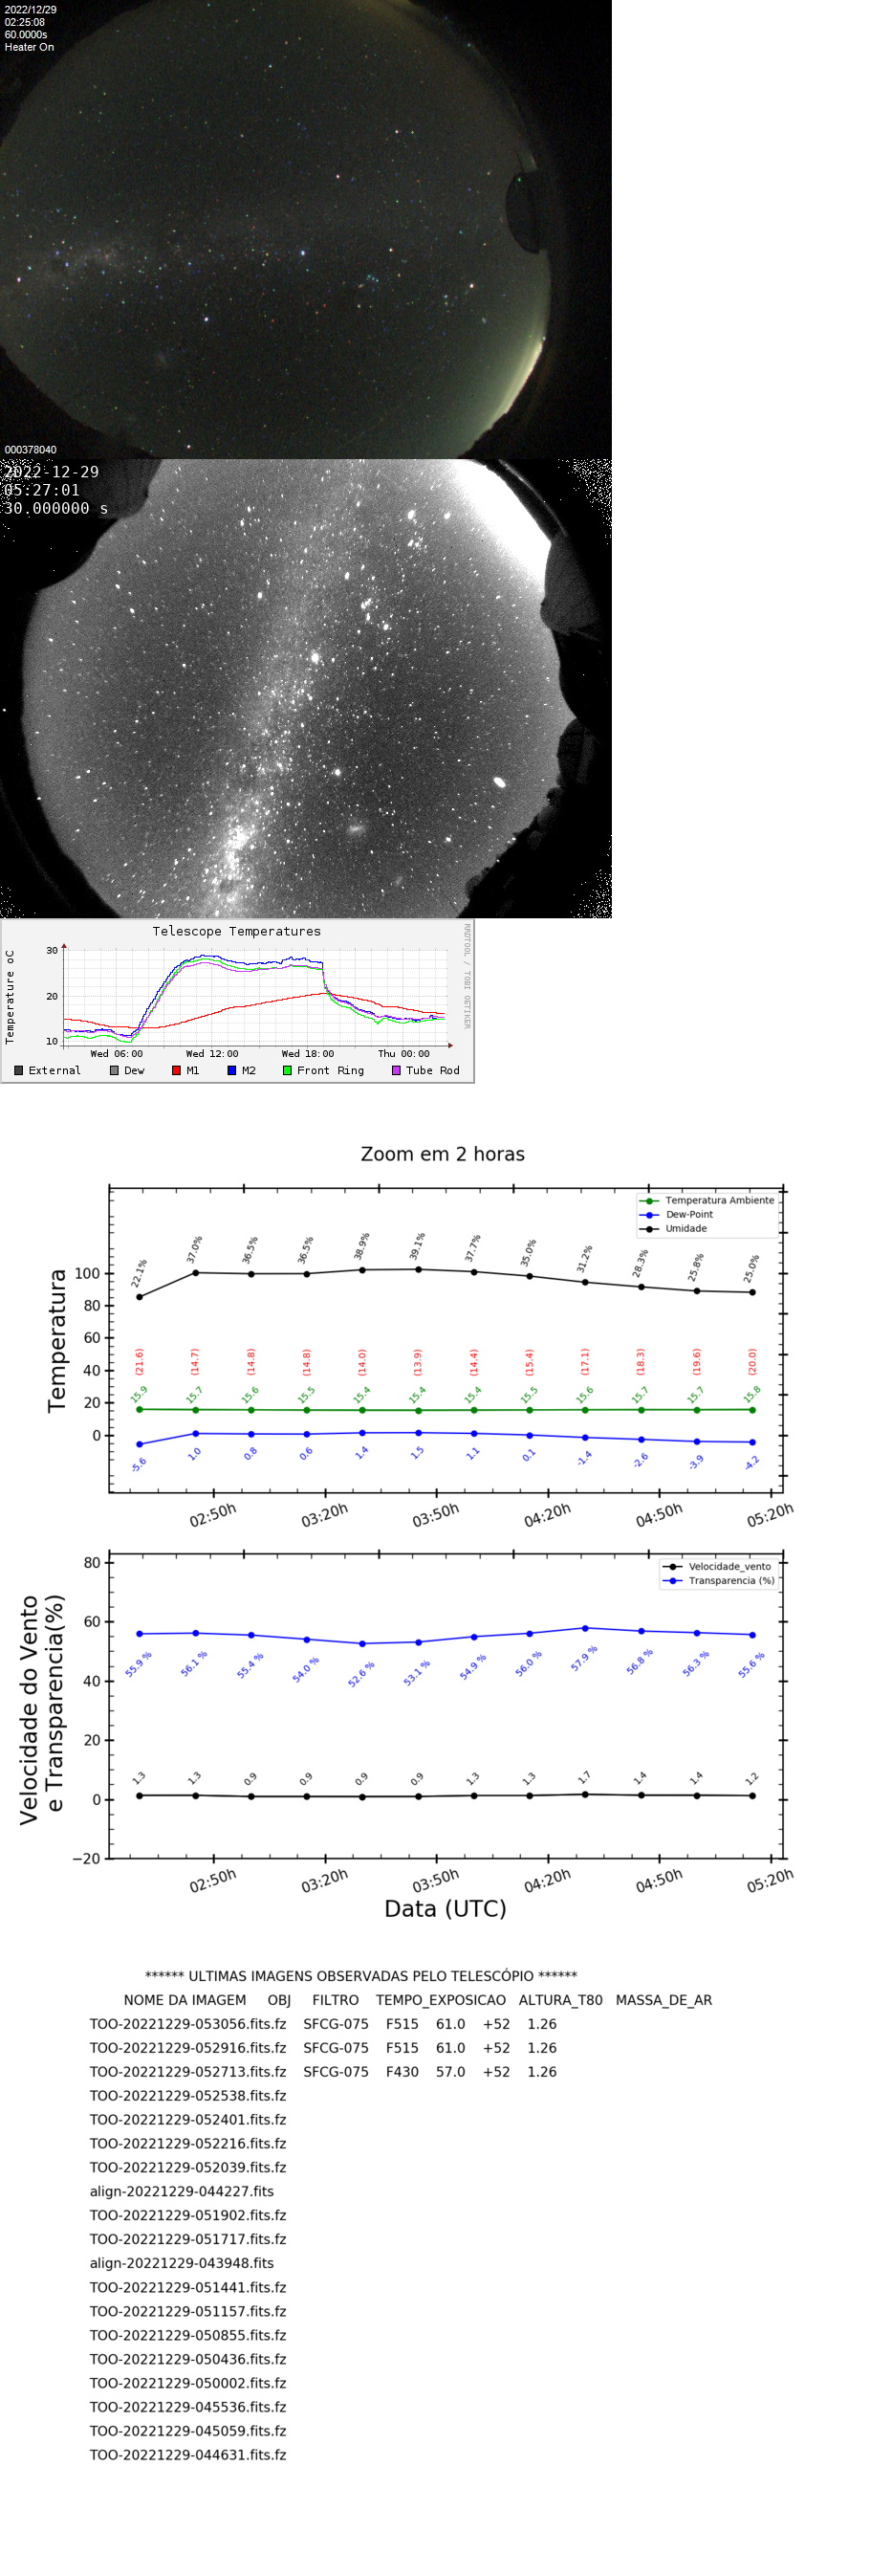 2022/12/29
02:25:08
60.0000s
Heater On
000378040
2022-12-29
05:27:01
30.000000 s
Telescope Temperatures
RRDTOOL / TOBI OETIKER
Temperature oC
30
20
10
Wed 06:00 Wed 12:00 Wed 18:00 Thu 00:00
External Dew M1 M2 Front Ring Tube Rod
Zoom em 2 horas
Temperatura Ambiente
Dew-Point
Umidade
Temperatura
100
80
60
40
20
0
22.1% 37.0% 36.5% 36.5% 38.9% 39.1% 37.7% 35.0% 31.2% 28.3% 25.8% 25.0%
(21.6) (14.7) (14.8) (14.8) (14.0) (13.9) (14.4) (15.4) (17.1) (18.3) (19.6) (20.0)
15.9 15.7 15.6 15.5 15.4 15.4 15.4 15.5 15.6 15.7 15.7 15.8
-5.6 1.0 0.8 0.6 1.4 1.5 1.1 0.1 -1.4 -2.6 -3.9 -4.2
02:50h 03:20h 03:50h 04:20h 04:50h 05:20h
Velocidade_vento
Transparencia (%)
Velocidade do Vento
e Transparencia(%)
80
60
40
20
0
−20
55.9 % 56.1 % 55.4 % 54.0 % 52.6 % 53.1 % 54.9 % 56.0 % 57.9 % 56.8 % 56.3 % 55.6 %
1.3 1.3 0.9 0.9 0.9 0.9 1.3 1.3 1.7 1.4 1.4 1.2
02:50h 03:20h 03:50h 04:20h 04:50h 05:20h
Data (UTC)
****** ULTIMAS IMAGENS OBSERVADAS PELO TELESCÓPIO ******
NOME DA IMAGEM OBJ FILTRO TEMPO_EXPOSICAO ALTURA_T80 MASSA_DE_AR
TOO-20221229-053056.fits.fz SFCG-075 F515 61.0 +52 1.26
TOO-20221229-052916.fits.fz SFCG-075 F515 61.0 +52 1.26
TOO-20221229-052713.fits.fz SFCG-075 F430 57.0 +52 1.26
TOO-20221229-052538.fits.fz
TOO-20221229-052401.fits.fz
TOO-20221229-052216.fits.fz
TOO-20221229-052039.fits.fz
align-20221229-044227.fits
TOO-20221229-051902.fits.fz
TOO-20221229-051717.fits.fz
align-20221229-043948.fits
TOO-20221229-051441.fits.fz
TOO-20221229-051157.fits.fz
TOO-20221229-050855.fits.fz
TOO-20221229-050436.fits.fz
TOO-20221229-050002.fits.fz
TOO-20221229-045536.fits.fz
TOO-20221229-045059.fits.fz
TOO-20221229-044631.fits.fz